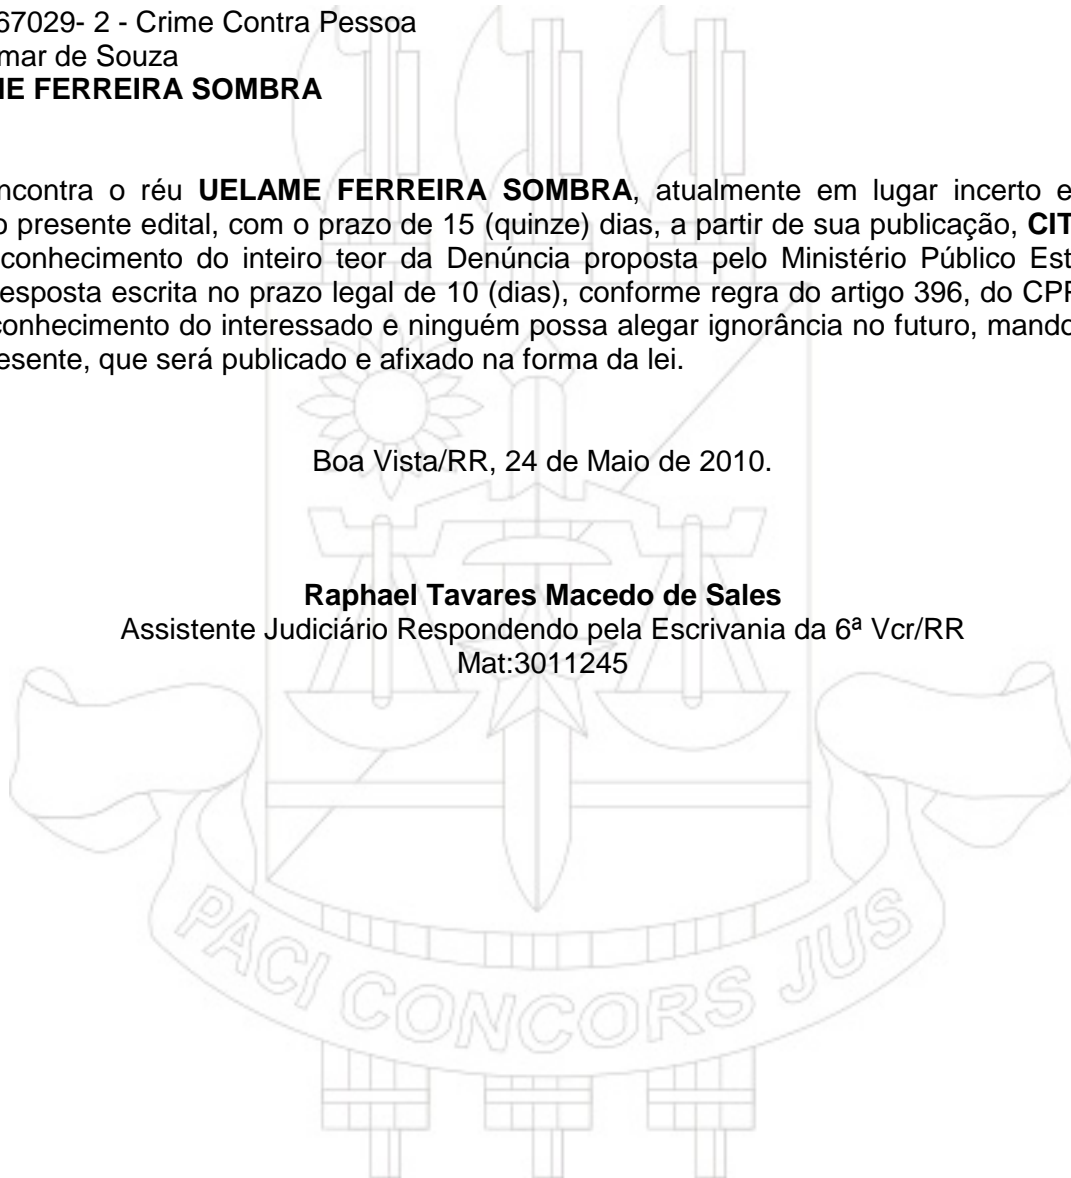 67029- 2 - Crime Contra Pessoa
mar de Souza
IE FERREIRA SOMBRA
ncontra o réu UELAME FERREIRA SOMBRA, atualmente em lugar incerto e
o presente edital, com o prazo de 15 (quinze) dias, a partir de sua publicação, CIT
conhecimento do inteiro teor da Denúncia proposta pelo Ministério Público Est
esposta escrita no prazo legal de 10 (dias), conforme regra do artigo 396, do CPP
conhecimento do interessado e ninguém possa alegar ignorância no futuro, mando
esente, que será publicado e afixado na forma da lei.
Boa Vista/RR, 24 de Maio de 2010.
Raphael Tavares Macedo de Sales
Assistente Judiciário Respondendo pela Escrivania da 6ª Vcr/RR
Mat:3011245
PACI CONCORS JUS